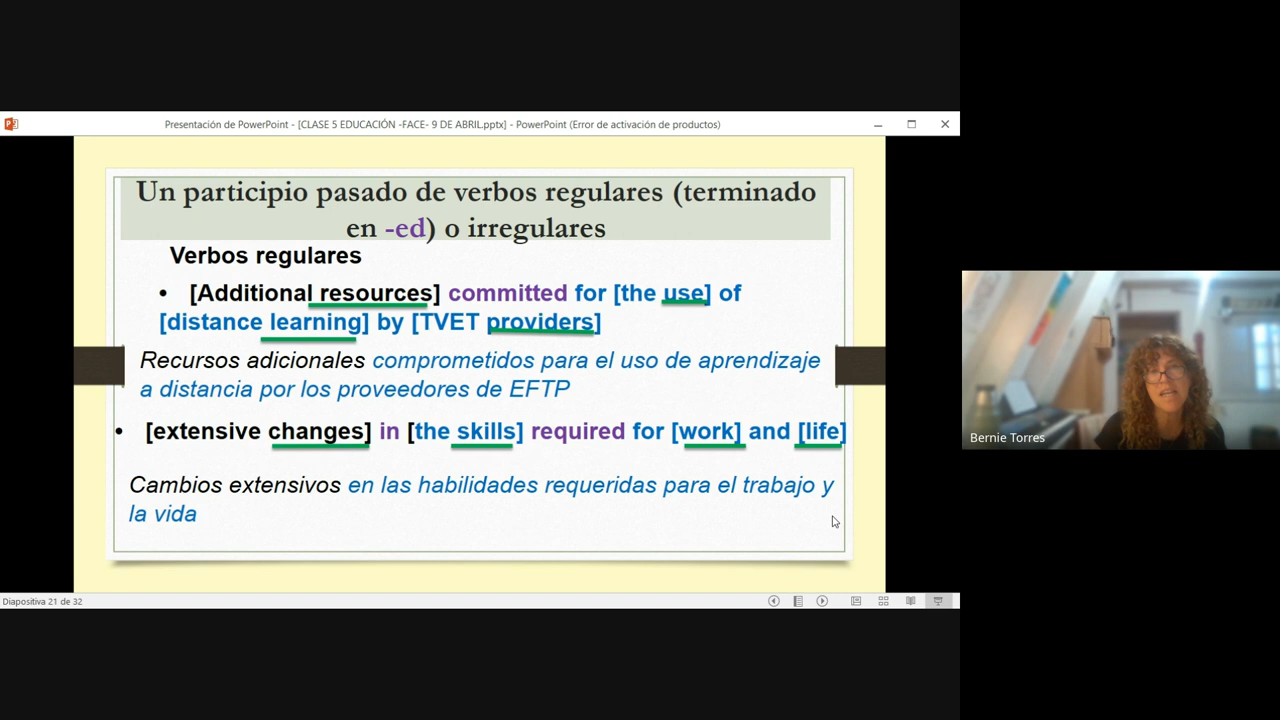 Presentación de PowerPoint - [CLASE 5 EDUCACIÓN -FACE- 9 DE ABRIL.pptx] - PowerPoint (Error de activación de productos)
Un participio pasado de verbos regulares (terminado
en -ed) o irregulares
Verbos regulares
• [Additional resources] committed for [the use] of
[distance learning] by [TVET providers]
Recursos adicionales comprometidos para el uso de aprendizaje
a distancia por los proveedores de EFTP
• [extensive changes] in [the skills] required for [work] and [life]
Cambios extensivos en las habilidades requeridas para el trabajo y
la vida
Diapositiva 21 de 32
Bernie Torres